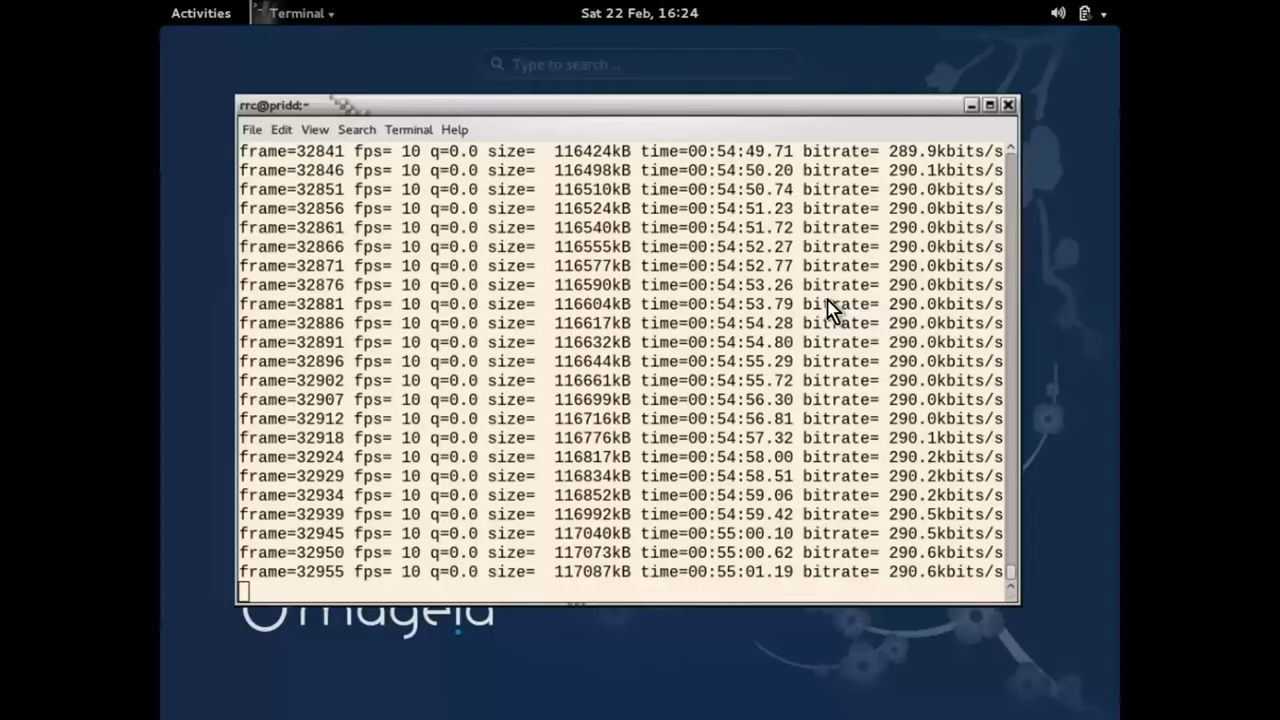 Activities Terminal Sat 22 Feb, 16:24
Type to search...
rrc@pridd:~
File Edit View Search Terminal Help
frame=32841 fps= 10 q=0.0 size=  116424kB time=00:54:49.71 bitrate= 289.9kbits/s
frame=32846 fps= 10 q=0.0 size=  116498kB time=00:54:50.20 bitrate= 290.1kbits/s
frame=32851 fps= 10 q=0.0 size=  116510kB time=00:54:50.74 bitrate= 290.0kbits/s
frame=32856 fps= 10 q=0.0 size=  116524kB time=00:54:51.23 bitrate= 290.0kbits/s
frame=32861 fps= 10 q=0.0 size=  116540kB time=00:54:51.72 bitrate= 290.0kbits/s
frame=32866 fps= 10 q=0.0 size=  116555kB time=00:54:52.27 bitrate= 290.0kbits/s
frame=32871 fps= 10 q=0.0 size=  116577kB time=00:54:52.77 bitrate= 290.0kbits/s
frame=32876 fps= 10 q=0.0 size=  116590kB time=00:54:53.26 bitrate= 290.0kbits/s
frame=32881 fps= 10 q=0.0 size=  116604kB time=00:54:53.79 bitrate= 290.0kbits/s
frame=32886 fps= 10 q=0.0 size=  116617kB time=00:54:54.28 bitrate= 290.0kbits/s
frame=32891 fps= 10 q=0.0 size=  116632kB time=00:54:54.80 bitrate= 290.0kbits/s
frame=32896 fps= 10 q=0.0 size=  116644kB time=00:54:55.29 bitrate= 290.0kbits/s
frame=32902 fps= 10 q=0.0 size=  116661kB time=00:54:55.72 bitrate= 290.0kbits/s
frame=32907 fps= 10 q=0.0 size=  116699kB time=00:54:56.30 bitrate= 290.0kbits/s
frame=32912 fps= 10 q=0.0 size=  116716kB time=00:54:56.81 bitrate= 290.0kbits/s
frame=32918 fps= 10 q=0.0 size=  116776kB time=00:54:57.32 bitrate= 290.1kbits/s
frame=32924 fps= 10 q=0.0 size=  116817kB time=00:54:58.00 bitrate= 290.2kbits/s
frame=32929 fps= 10 q=0.0 size=  116834kB time=00:54:58.51 bitrate= 290.2kbits/s
frame=32934 fps= 10 q=0.0 size=  116852kB time=00:54:59.06 bitrate= 290.2kbits/s
frame=32939 fps= 10 q=0.0 size=  116992kB time=00:54:59.42 bitrate= 290.5kbits/s
frame=32945 fps= 10 q=0.0 size=  117040kB time=00:55:00.10 bitrate= 290.5kbits/s
frame=32950 fps= 10 q=0.0 size=  117073kB time=00:55:00.62 bitrate= 290.6kbits/s
frame=32955 fps= 10 q=0.0 size=  117087kB time=00:55:01.19 bitrate= 290.6kbits/s
mageia